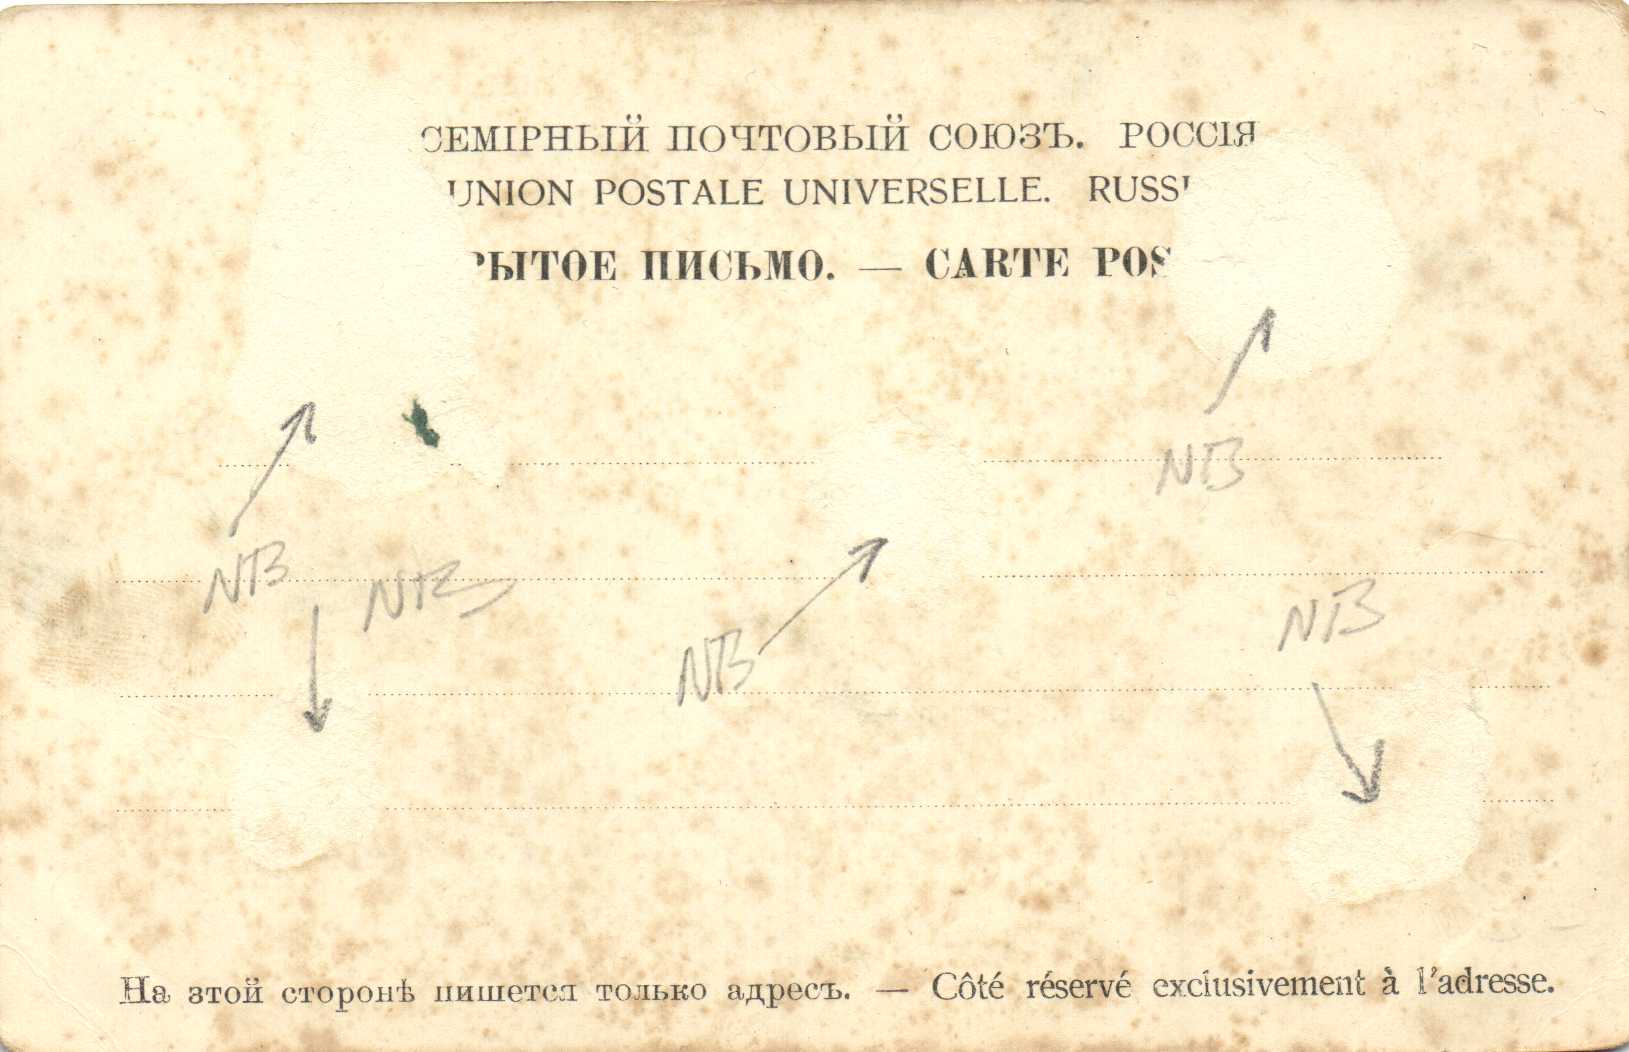 СЕМІРНЫЙ ПОЧТОВЫЙ СОЮЗЪ. РОССІЯ
UNION POSTALE UNIVERSELLE. RUSSI
РЫТОЕ ПИСЬМО. — CARTE POS
NB
NB
NB
NB
NB
На этой сторонѣ пишется только адресъ. — Côté réservé exclusivement à l'adresse.